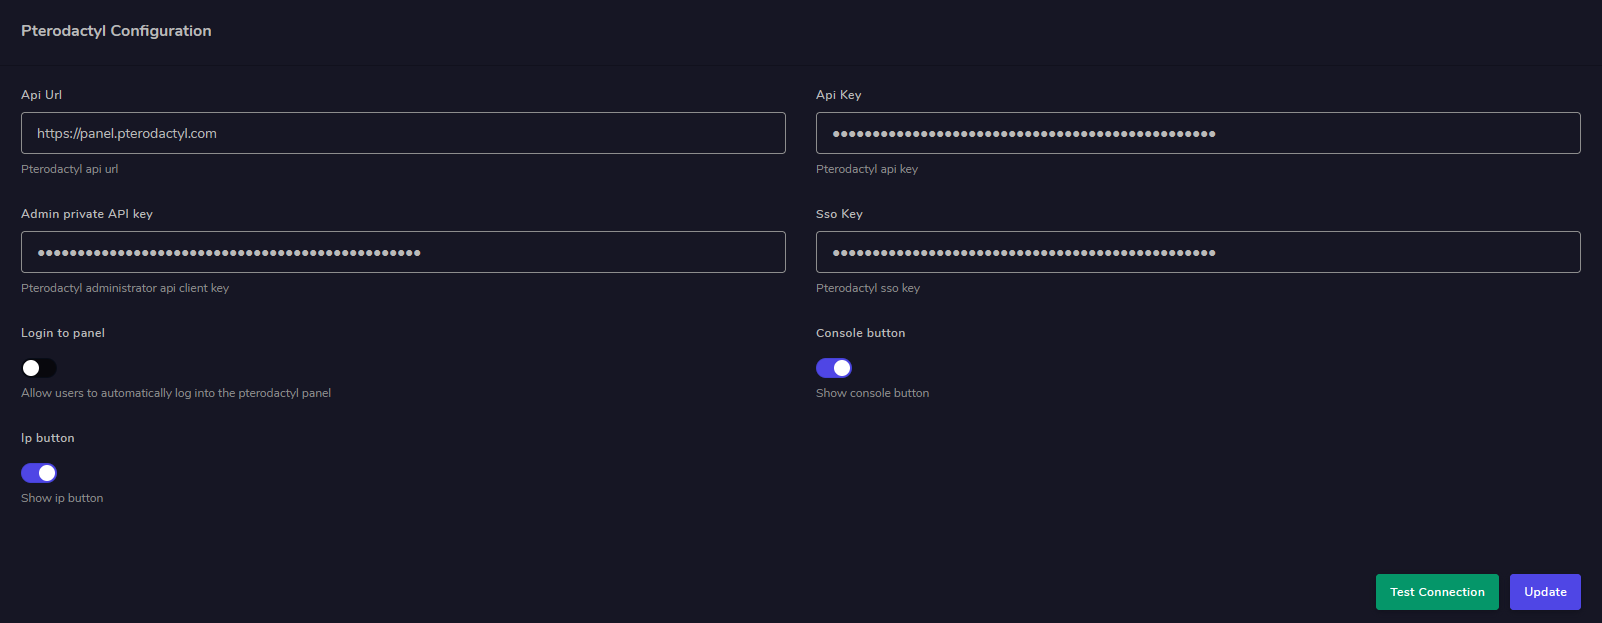 Pterodactyl Configuration
Api Url
https://panel.pterodactyl.com
Pterodactyl api url
Api Key
••••••••••••••••••••••••••••••••••••••••••••••••
Pterodactyl api key
Admin private API key
••••••••••••••••••••••••••••••••••••••••••••••••
Pterodactyl administrator api client key
Sso Key
••••••••••••••••••••••••••••••••••••••••••••••••
Pterodactyl sso key
Login to panel
Allow users to automatically log into the pterodactyl panel
Console button
Show console button
Ip button
Show ip button
Test Connection
Update